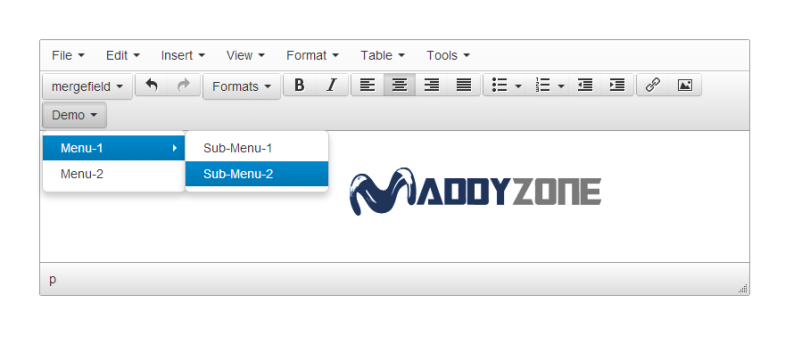 File Edit Insert View Format Table Tools
mergefield Formats B I
Demo
Menu-1 Sub-Menu-1
Menu-2 Sub-Menu-2
MADDYZONE
p